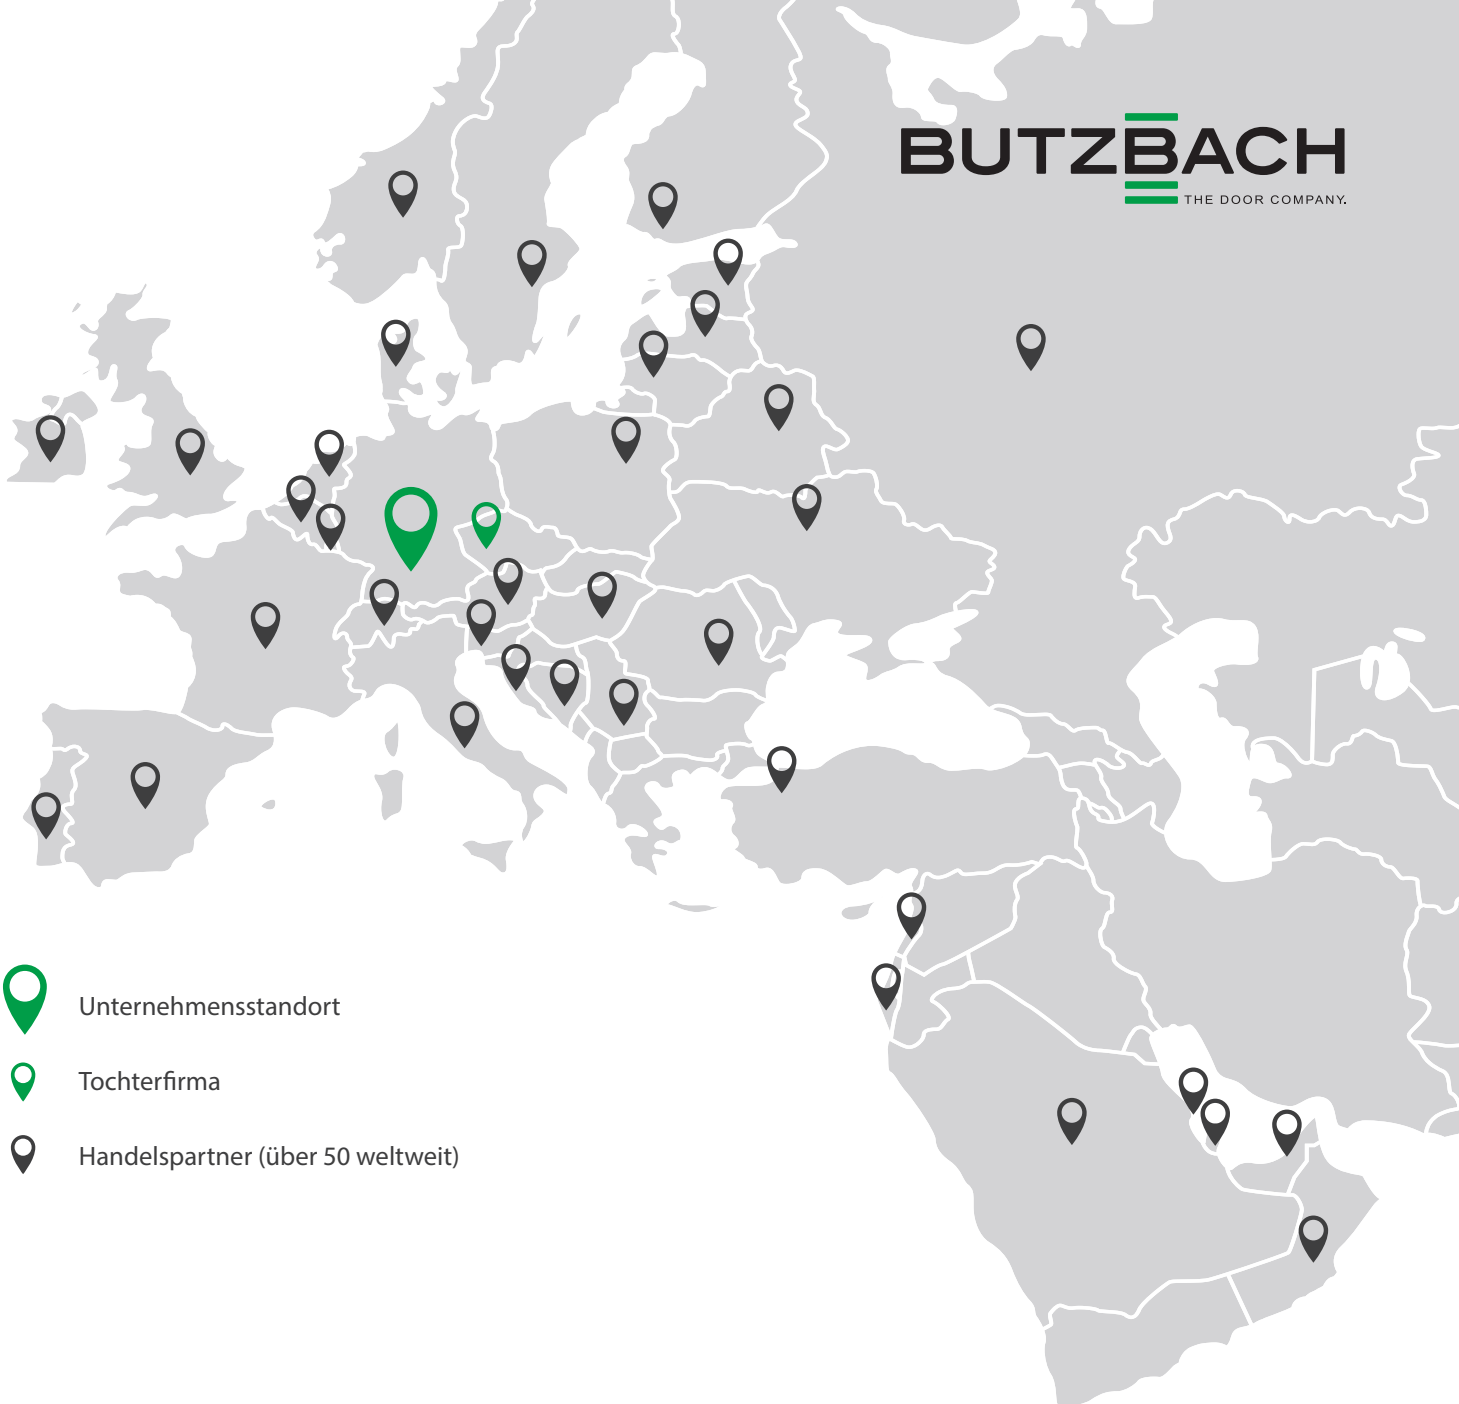 BUTZBACH
THE DOOR COMPANY.
Unternehmensstandort
Tochterfirma
Handelspartner (über 50 weltweit)